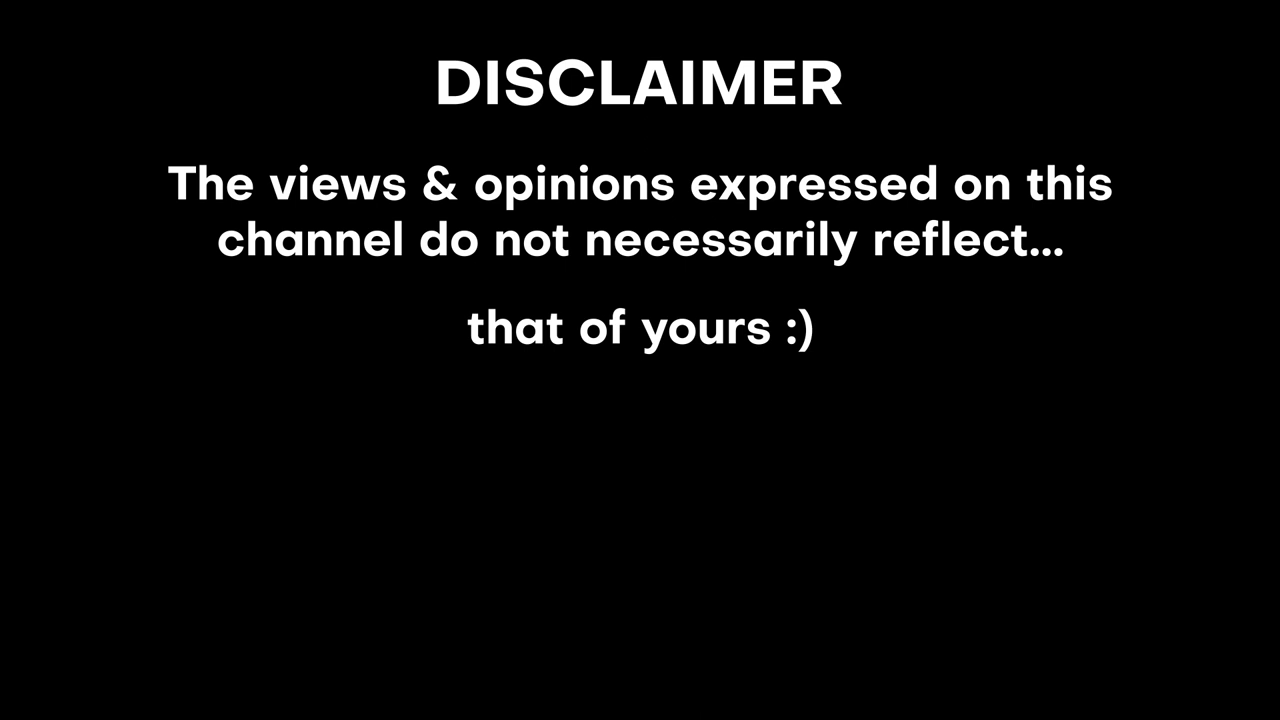 DISCLAIMER
The views & opinions expressed on this
channel do not necessarily reflect...
that of yours :)